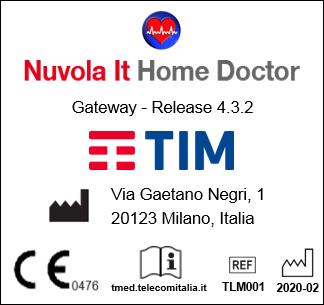 Nuvola It Home Doctor
Gateway - Release 4.3.2
TIM
Via Gaetano Negri, 1
20123 Milano, Italia
CE 0476
tmed.telecomitalia.it
REF
TLM001
2020-02